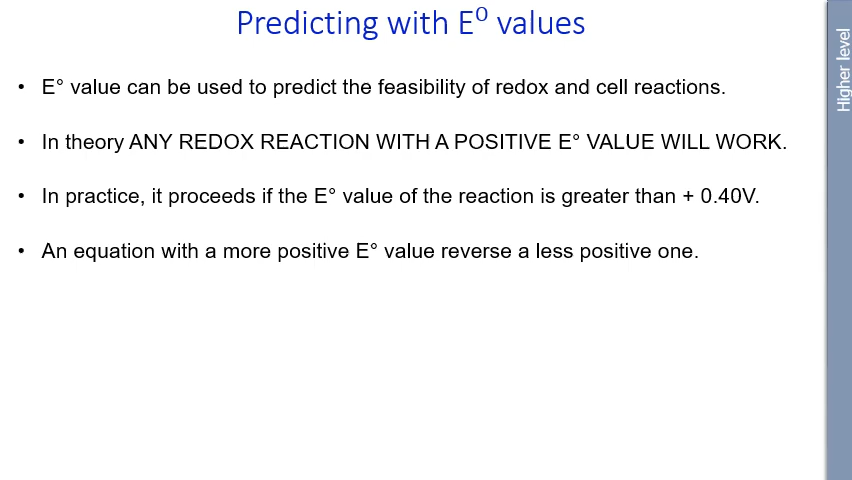 Predicting with E⁰ values
• E° value can be used to predict the feasibility of redox and cell reactions.
• In theory ANY REDOX REACTION WITH A POSITIVE E° VALUE WILL WORK.
• In practice, it proceeds if the E° value of the reaction is greater than + 0.40V.
• An equation with a more positive E° value reverse a less positive one.
Higher level